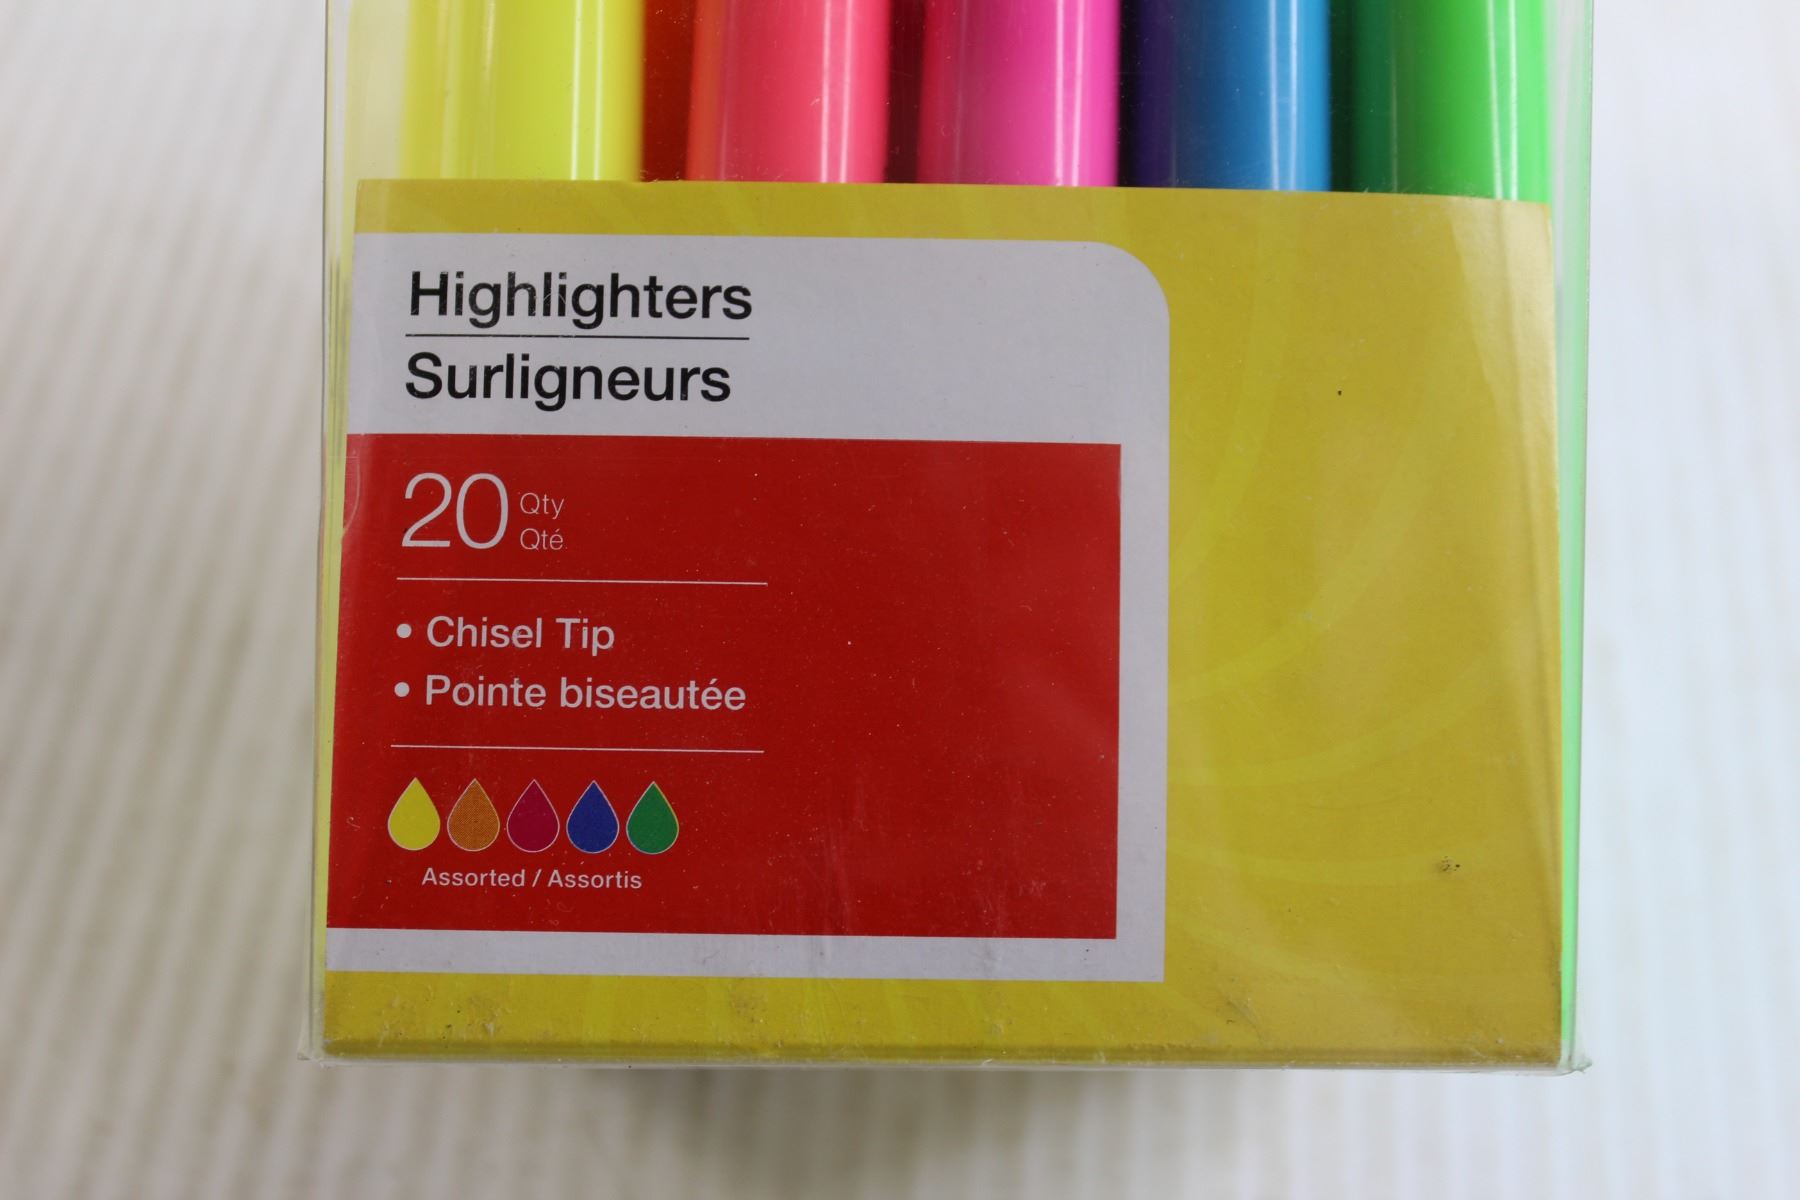 Highlighters
Surligneurs
20 Qty
Qté
• Chisel Tip
• Pointe biseautée
Assorted / Assortis